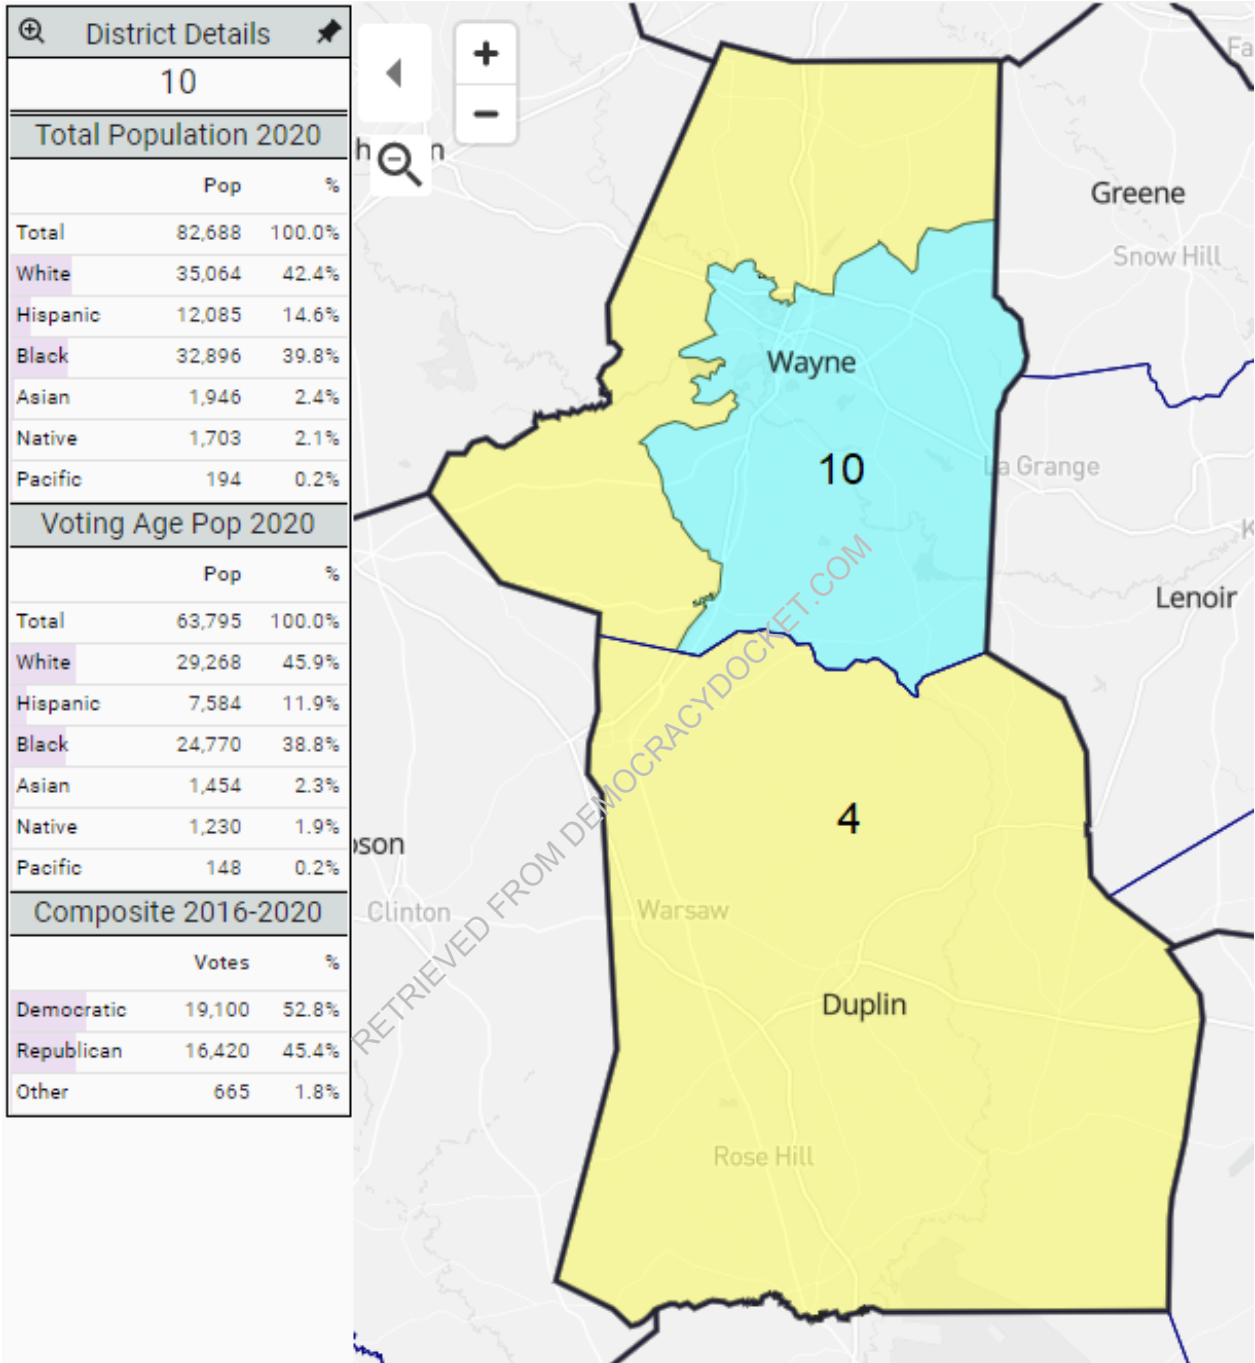 District Details
10
Total Population 2020
Pop %
Total 82,688 100.0%
White 35,064 42.4%
Hispanic 12,085 14.6%
Black 32,896 39.8%
Asian 1,946 2.4%
Native 1,703 2.1%
Pacific 194 0.2%
Voting Age Pop 2020
Pop %
Total 63,795 100.0%
White 29,268 45.9%
Hispanic 7,584 11.9%
Black 24,770 38.8%
Asian 1,454 2.3%
Native 1,230 1.9%
Pacific 148 0.2%
Composite 2016-2020
Votes %
Democratic 19,100 52.8%
Republican 16,420 45.4%
Other 665 1.8%
+
−
Fa
Greene
Snow Hill
Wayne
10
La Grange
K
Lenoir
4
son
Clinton
Warsaw
Duplin
Rose Hill
RETRIEVED FROM DEMOCRACYDOCKET.COM